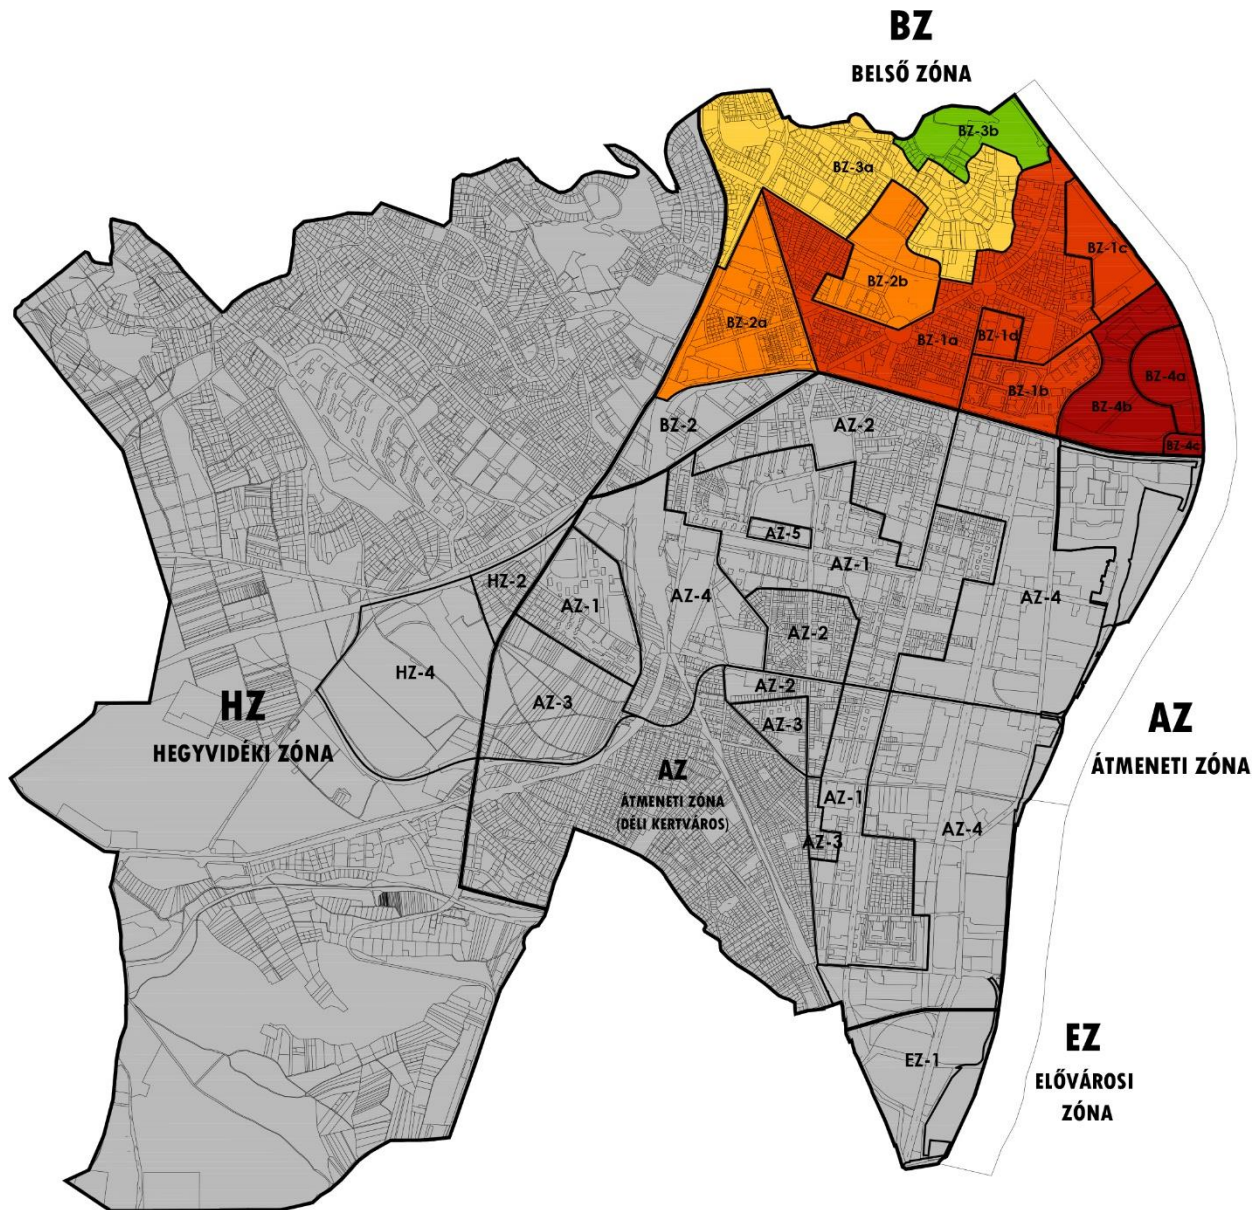 BZ
BELSŐ ZÓNA
BZ-3b
BZ-3a
BZ-1c
BZ-2b
BZ-2a
BZ-1a
BZ-1d
BZ-4a
BZ-1b
BZ-4b
BZ-2
AZ-2
BZ-4c
AZ-5
AZ-1
HZ-2
AZ-1
AZ-4
AZ-4
AZ-2
HZ-4
AZ-2
AZ-3
HZ
HEGYVIDÉKI ZÓNA
AZ-3
AZ
ÁTMENETI ZÓNA
AZ
ÁTMENETI ZÓNA
(DÉLI KERTVÁROS)
AZ-1
AZ-4
AZ-3
EZ
ELŐVÁROSI
ZÓNA
EZ-1